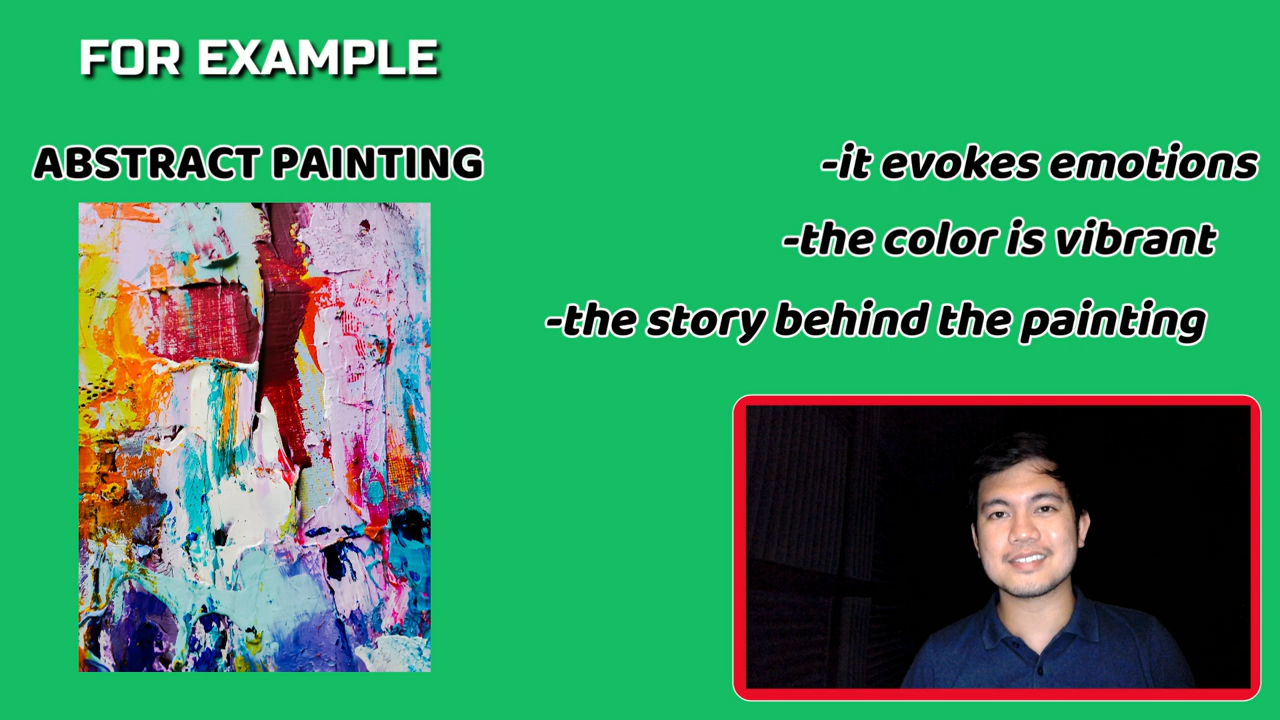 FOR EXAMPLE
ABSTRACT PAINTING
-it evokes emotions
-the color is vibrant
-the story behind the painting